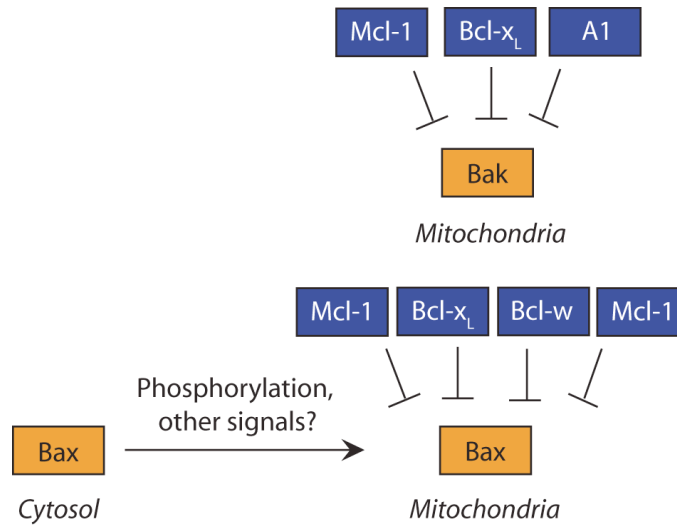 Mcl-1 Bcl-xL A1
Bak
Mitochondria
Mcl-1 Bcl-xL Bcl-w Mcl-1
Phosphorylation,
other signals?
Bax Bax
Cytosol Mitochondria